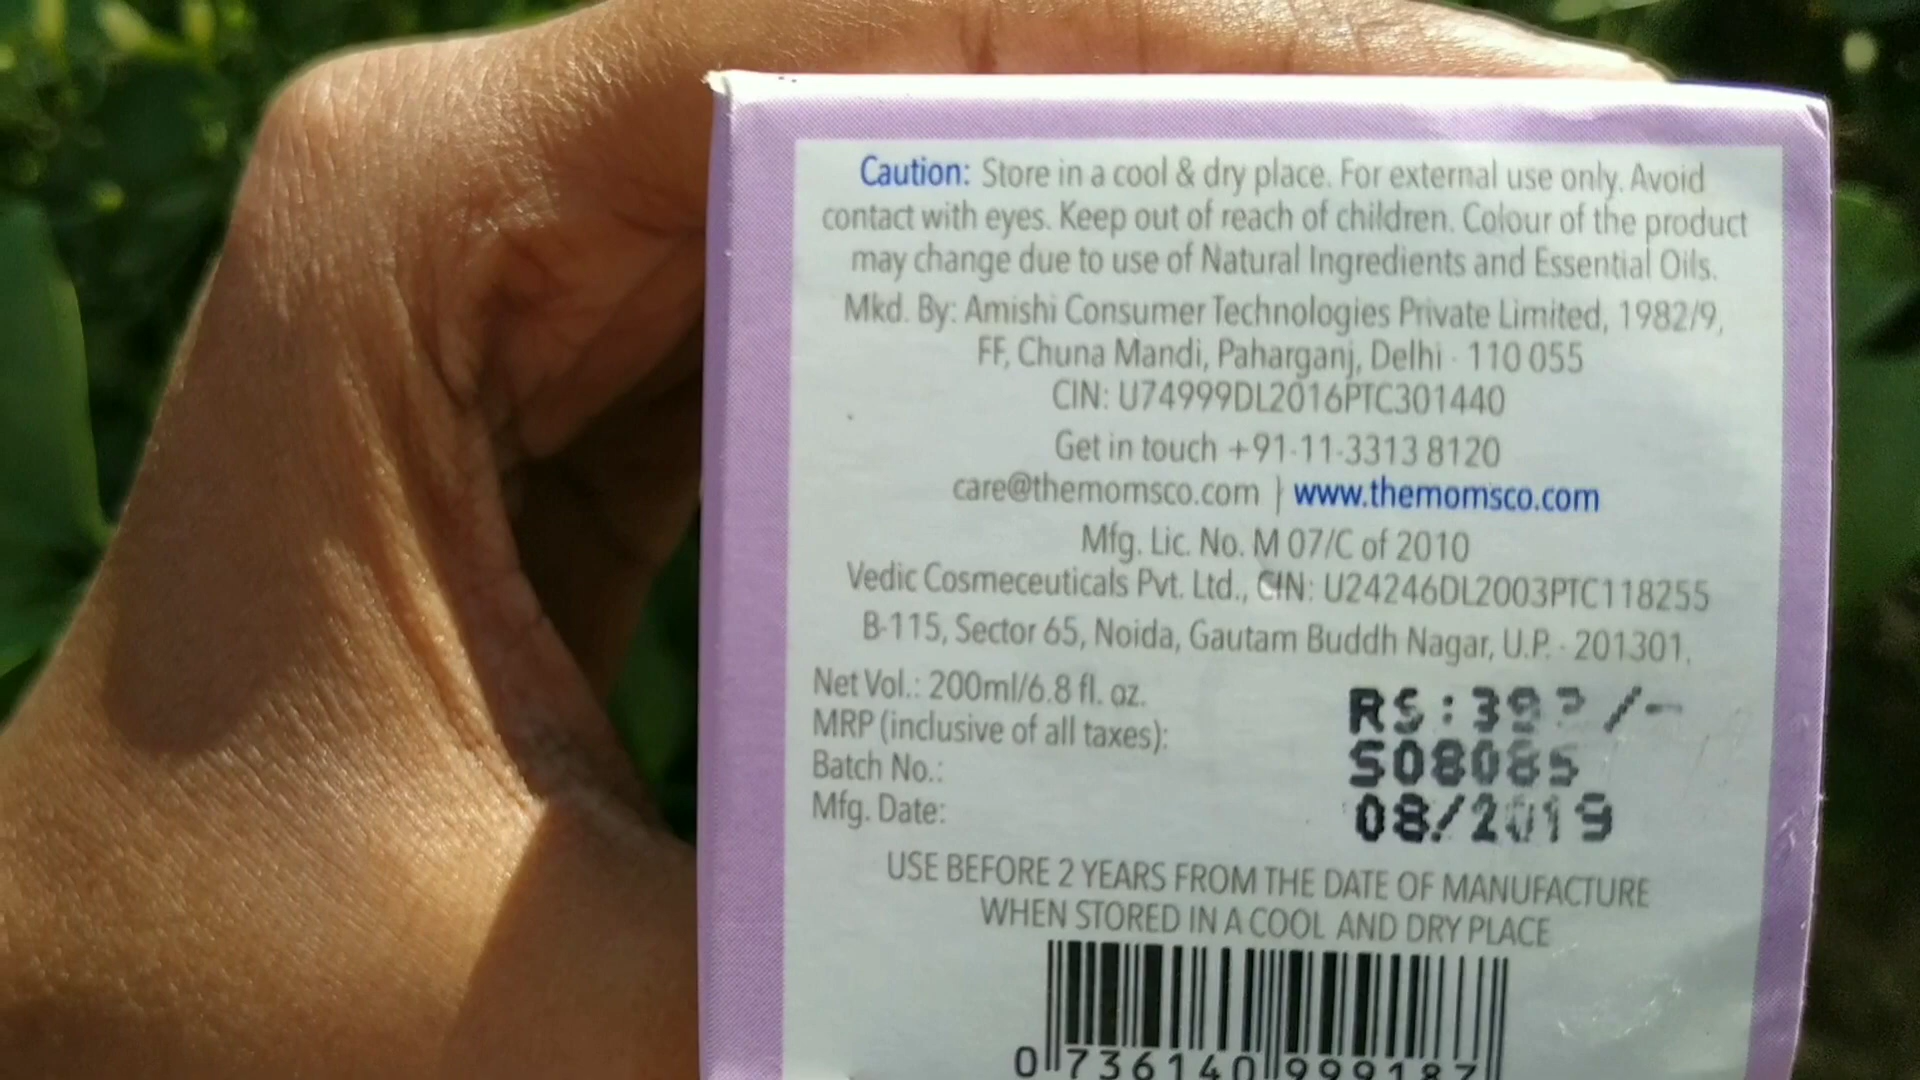 Caution: Store in a cool & dry place. For external use only. Avoid
contact with eyes. Keep out of reach of children. Colour of the product
may change due to use of Natural Ingredients and Essential Oils.
Mkd. By: Amishi Consumer Technologies Private Limited, 1982/9,
FF, Chuna Mandi, Paharganj, Delhi - 110 055
CIN: U74999DL2016PTC301440
Get in touch +91-11-3313 8120
care@themomsco.com | www.themomsco.com
Mfg. Lic. No. M 07/C of 2010
Vedic Cosmeceuticals Pvt. Ltd., CIN: U24246DL2003PTC118255
B-115, Sector 65, Noida, Gautam Buddh Nagar, U.P. - 201301.
Net Vol.: 200ml/6.8 fl. oz.
MRP (inclusive of all taxes): RS:
Batch No.: S08085
Mfg. Date: 08/2019
USE BEFORE 2 YEARS FROM THE DATE OF MANUFACTURE
WHEN STORED IN A COOL AND DRY PLACE
0 736140 999187